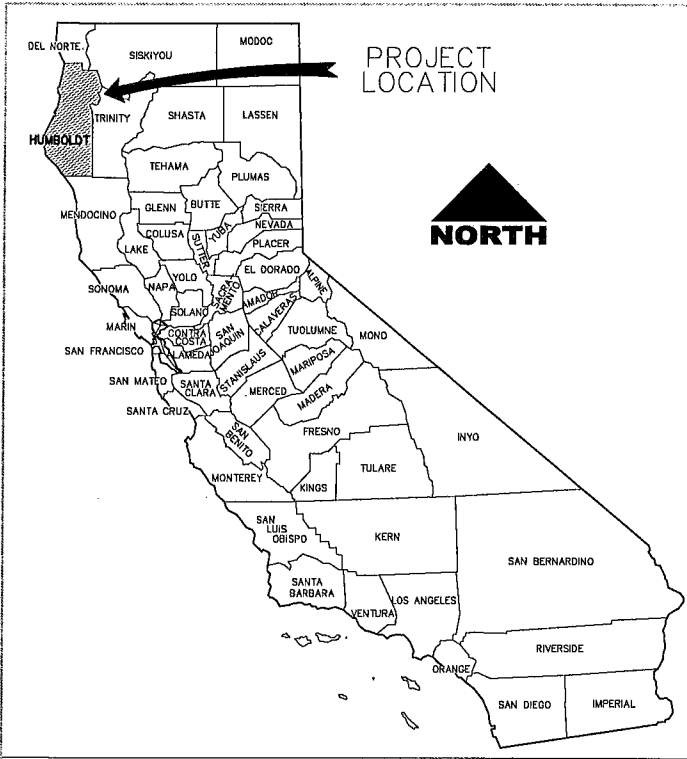 PROJECT
LOCATION
NORTH
DEL NORTE
SISKIYOU
MODOC
HUMBOLDT
TRINITY
SHASTA
LASSEN
TEHAMA
PLUMAS
MENDOCINO
GLENN
BUTTE
SIERRA
COLUSA
SUTTER
YUBA
NEVADA
PLACER
LAKE
EL DORADO
SONOMA
NAPA
YOLO
SACRA-
MENTO
AMADOR
ALPINE
SOLANO
CALAVERAS
MARIN
CONTRA
COSTA
SAN
JOAQUIN
TUOLUMNE
MONO
SAN FRANCISCO
ALAMEDA
STANISLAUS
MARIPOSA
SAN MATEO
SANTA
CLARA
MERCED
MADERA
SANTA CRUZ
SAN
BENITO
FRESNO
INYO
MONTEREY
KINGS
TULARE
SAN
LUIS
OBISPO
KERN
SAN BERNARDINO
SANTA
BARBARA
VENTURA
LOS ANGELES
ORANGE
RIVERSIDE
SAN DIEGO
IMPERIAL